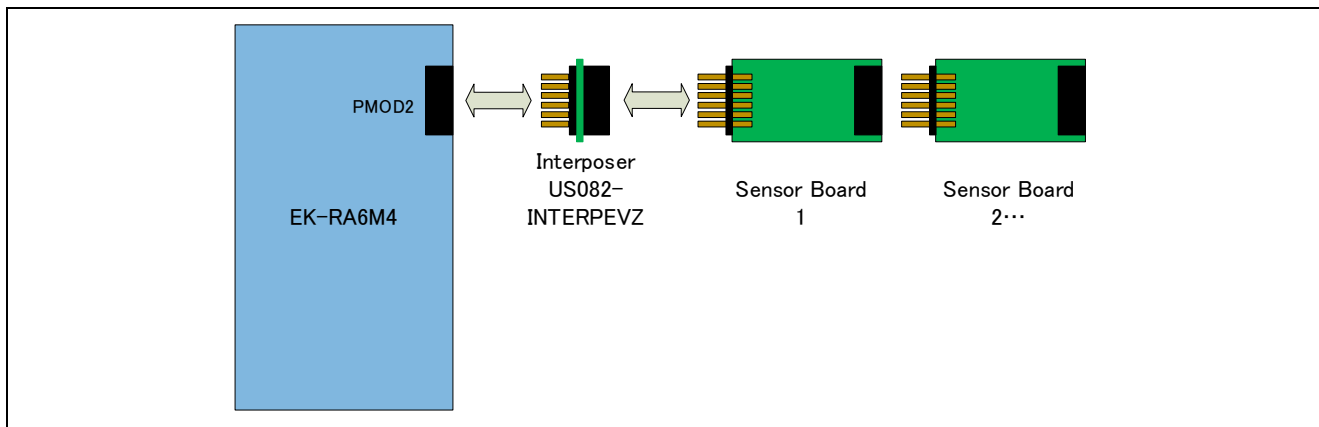 PMOD2
EK-RA6M4
Interposer
US082-
INTERPEVZ
Sensor Board
1
Sensor Board
2…